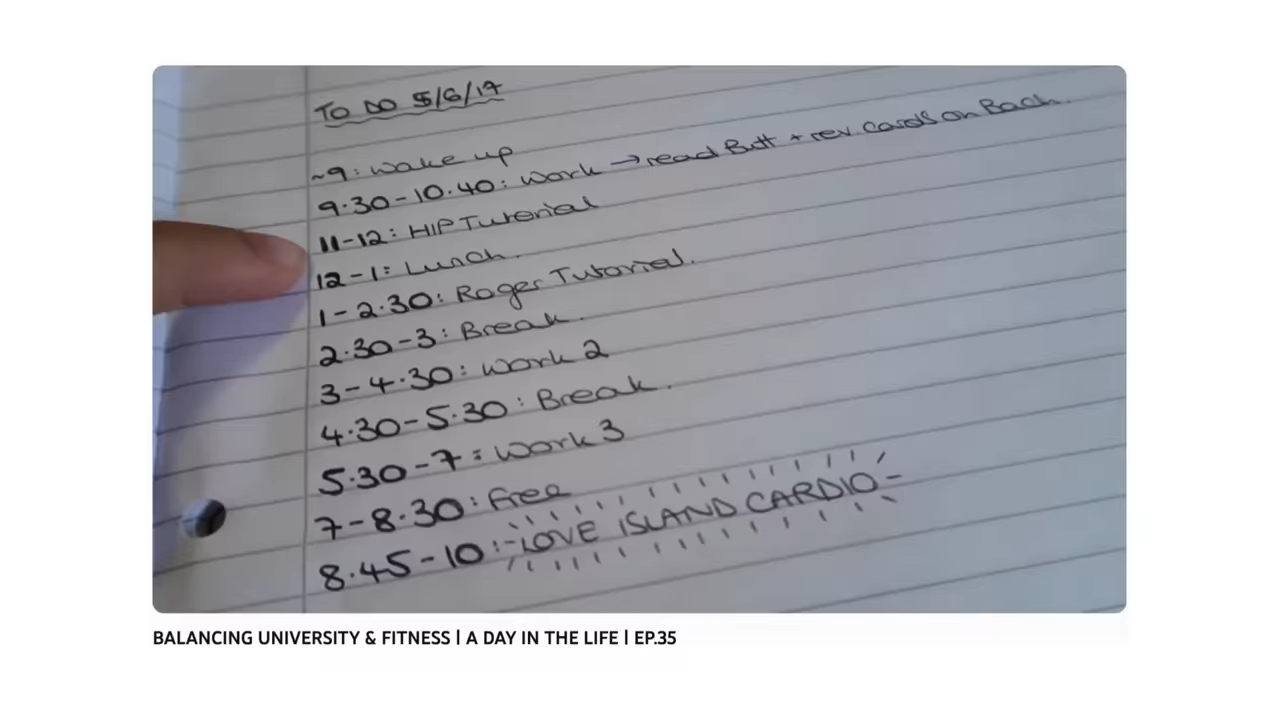 TO DO 5/6/17
~9: Wake up
9.30-10.40: Work → read Butt + rev. cards on Bach.
11-12: HIP Tutorial
12-1: Lunch.
1-2.30: Roger Tutorial.
2.30-3: Break.
3-4.30: Work 2
4.30-5.30: Break.
5.30-7: Work 3
7-8.30: Free
8.45-10: LOVE ISLAND CARDIO
BALANCING UNIVERSITY & FITNESS | A DAY IN THE LIFE | EP.35